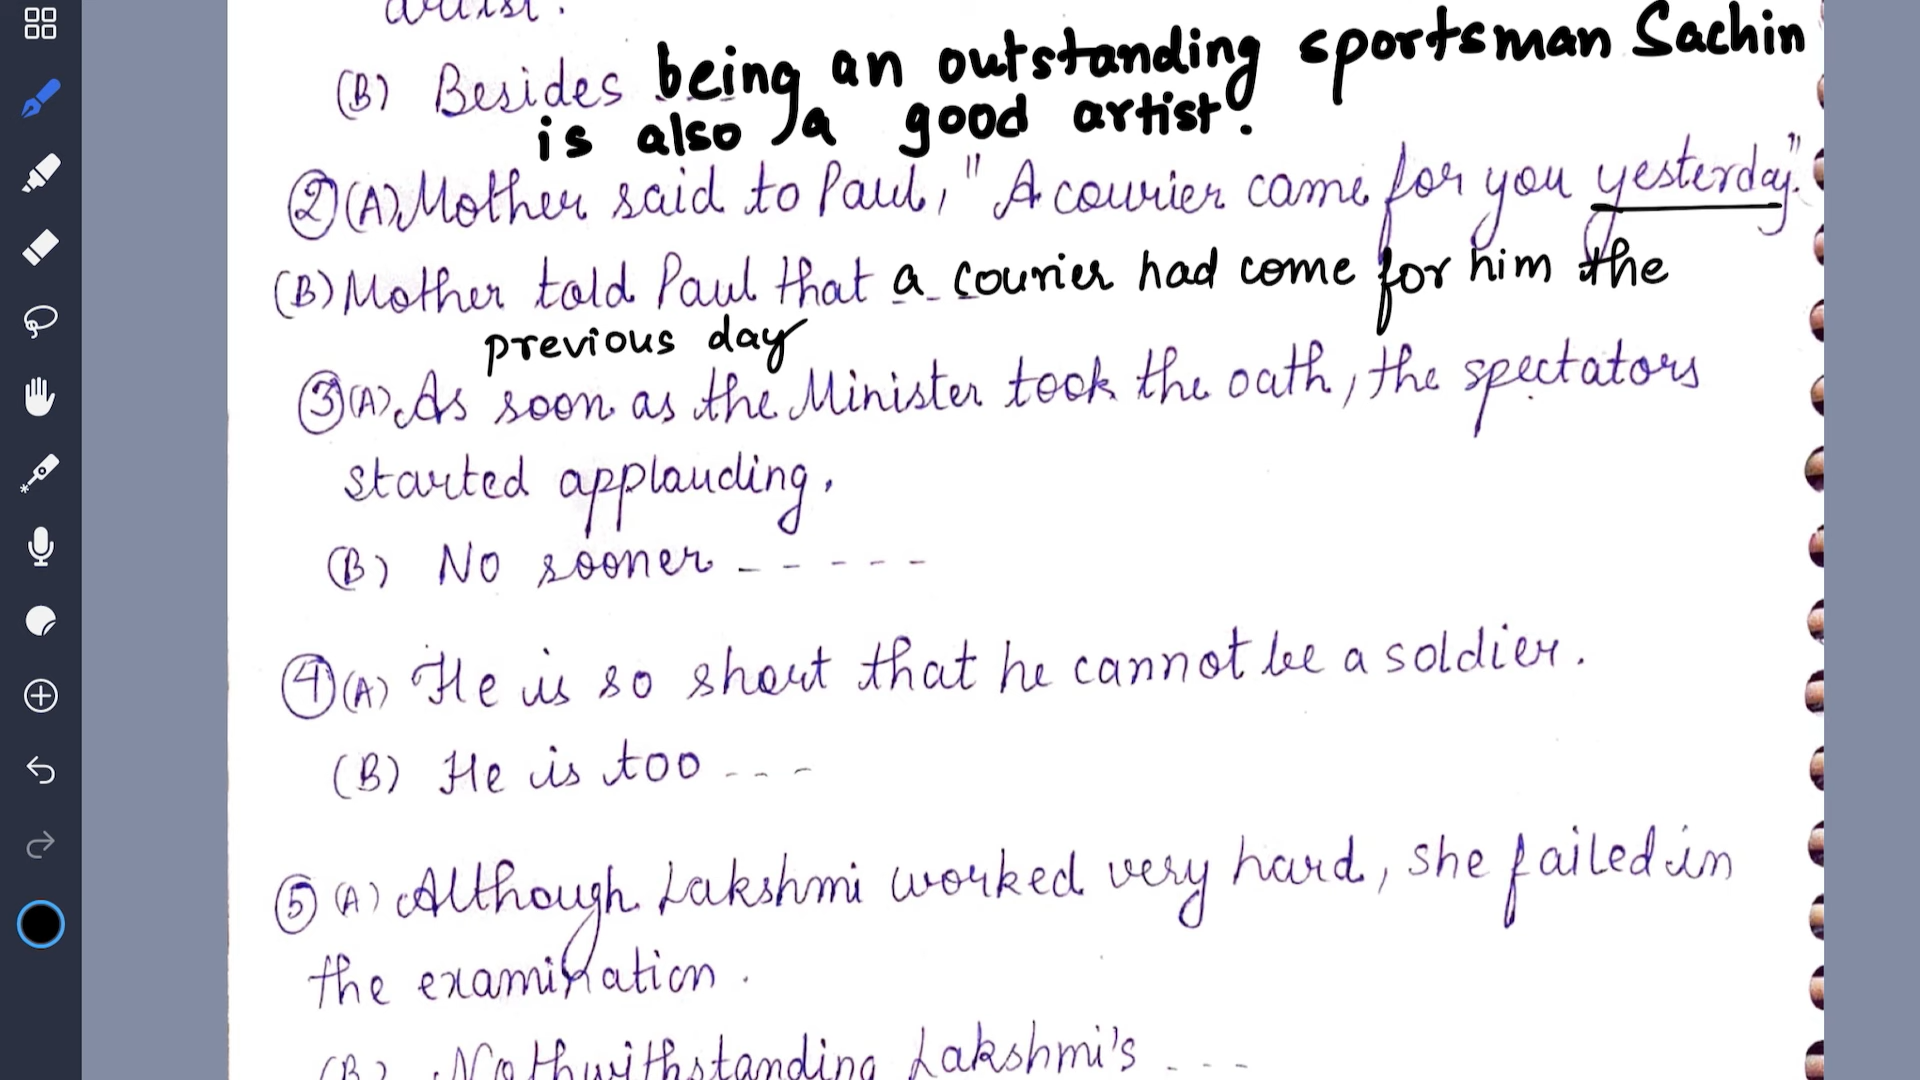 artist.
(B) Besides being an outstanding sportsman Sachin
is also a good artist.
②(A) Mother said to Paul, "A courier came for you yesterday."
(B) Mother told Paul that a courier had come for him the
previous day
③(A) As soon as the Minister took the oath, the spectators
started applauding.
(B) No sooner - - - - -
④(A) He is so short that he cannot be a soldier.
(B) He is too - - -
⑤ (A) Although Lakshmi worked very hard, she failed in
the examination.
(B) Nothwithstanding Lakshmi's - - -